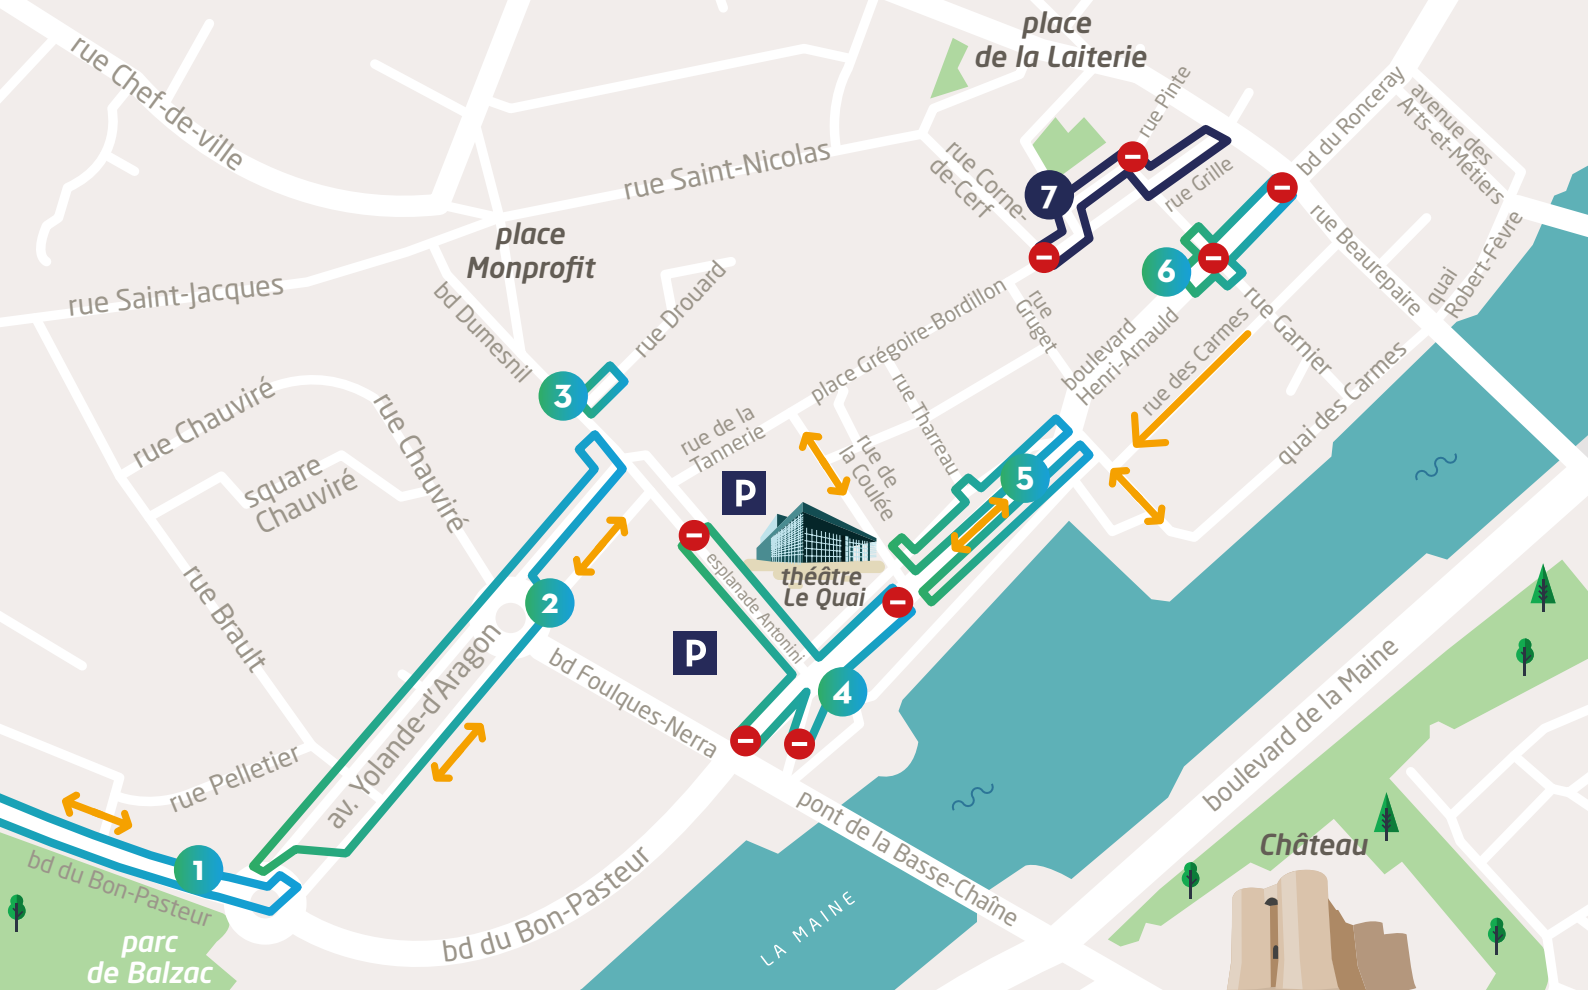 place
de la Laiterie
rue Chef-de-ville
rue Pinte
bd du Ronceray
avenue des
Arts-et-Métiers
rue Saint-Nicolas
rue Corne-
de-Cerf
7
rue Grille
rue Beaurepaire
quai
Robert-Fèvre
place
Monprofit
6
rue Saint-Jacques
bd Dumesnil
rue Drouard
place Grégoire-Bordillon
rue
Gruget
boulevard
Henri-Arnauld
rue des Carmes
rue Garnier
quai des Carmes
3
rue Chauviré
rue Chauviré
square
Chauviré
rue de la
Tannerie
rue Tharreau
rue de
la Coulée
P
5
théâtre
Le Quai
esplanade Antonini
2
rue Brault
P
av. Yolande-d'Aragon
bd Foulques-Nerra
4
boulevard de la Maine
rue Pelletier
pont de la Basse-Chaîne
1
bd du Bon-Pasteur
bd du Bon-Pasteur
Château
LA MAINE
parc
de Balzac